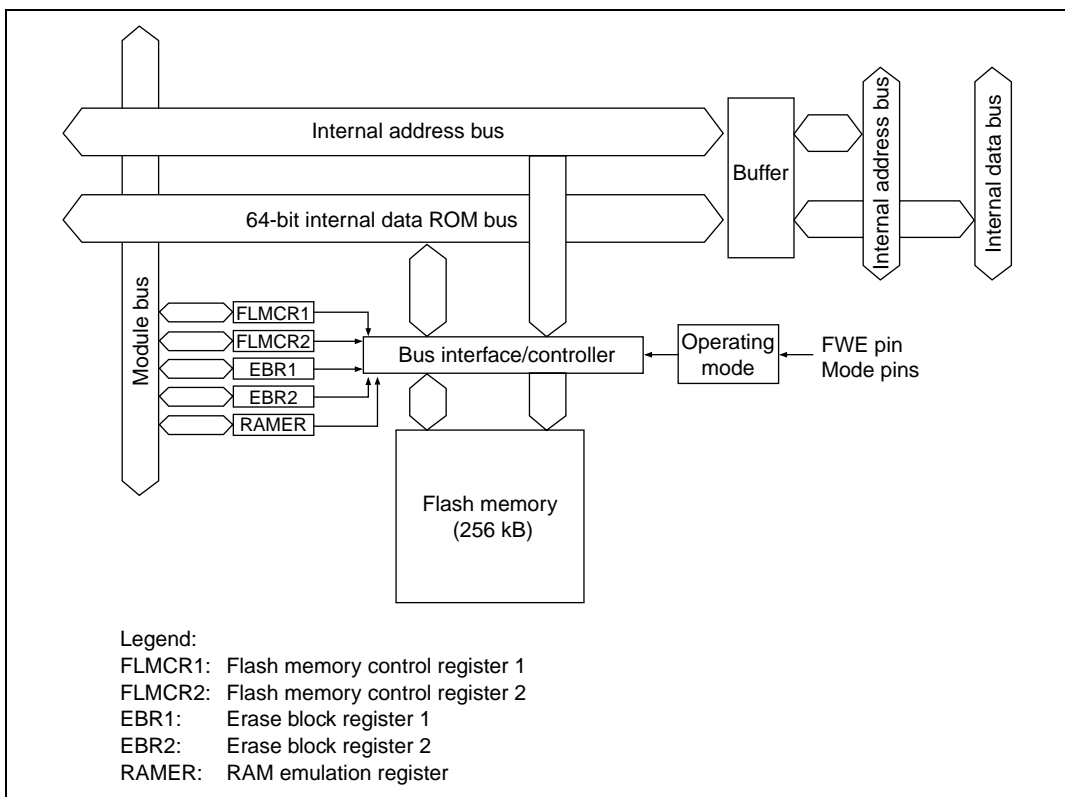 Internal address bus
Buffer
Internal address bus
Internal data bus
64-bit internal data ROM bus
Module bus
FLMCR1
FLMCR2
EBR1
EBR2
RAMER
Bus interface/controller
Operating
mode
FWE pin
Mode pins
Flash memory
(256 kB)
Legend:
FLMCR1: Flash memory control register 1
FLMCR2: Flash memory control register 2
EBR1: Erase block register 1
EBR2: Erase block register 2
RAMER: RAM emulation register